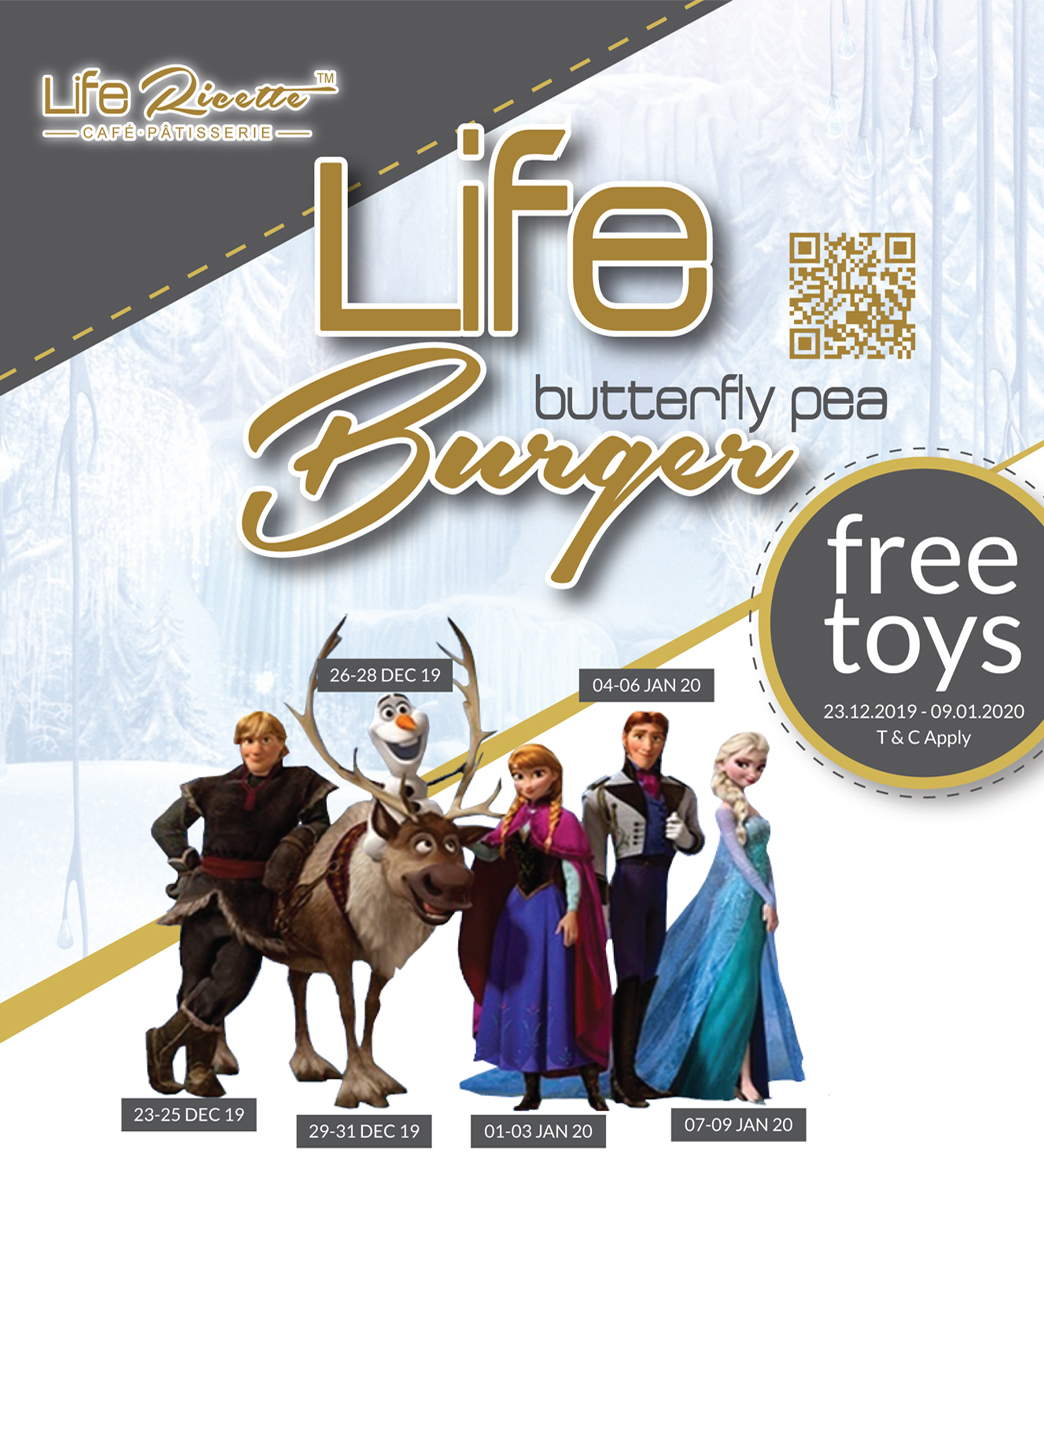 Life Ricette™
CAFÉ·PÂTISSERIE
Life
butterfly pea
Burger
free
toys
23.12.2019 - 09.01.2020
T & C Apply
26-28 DEC 19
04-06 JAN 20
23-25 DEC 19
29-31 DEC 19
01-03 JAN 20
07-09 JAN 20